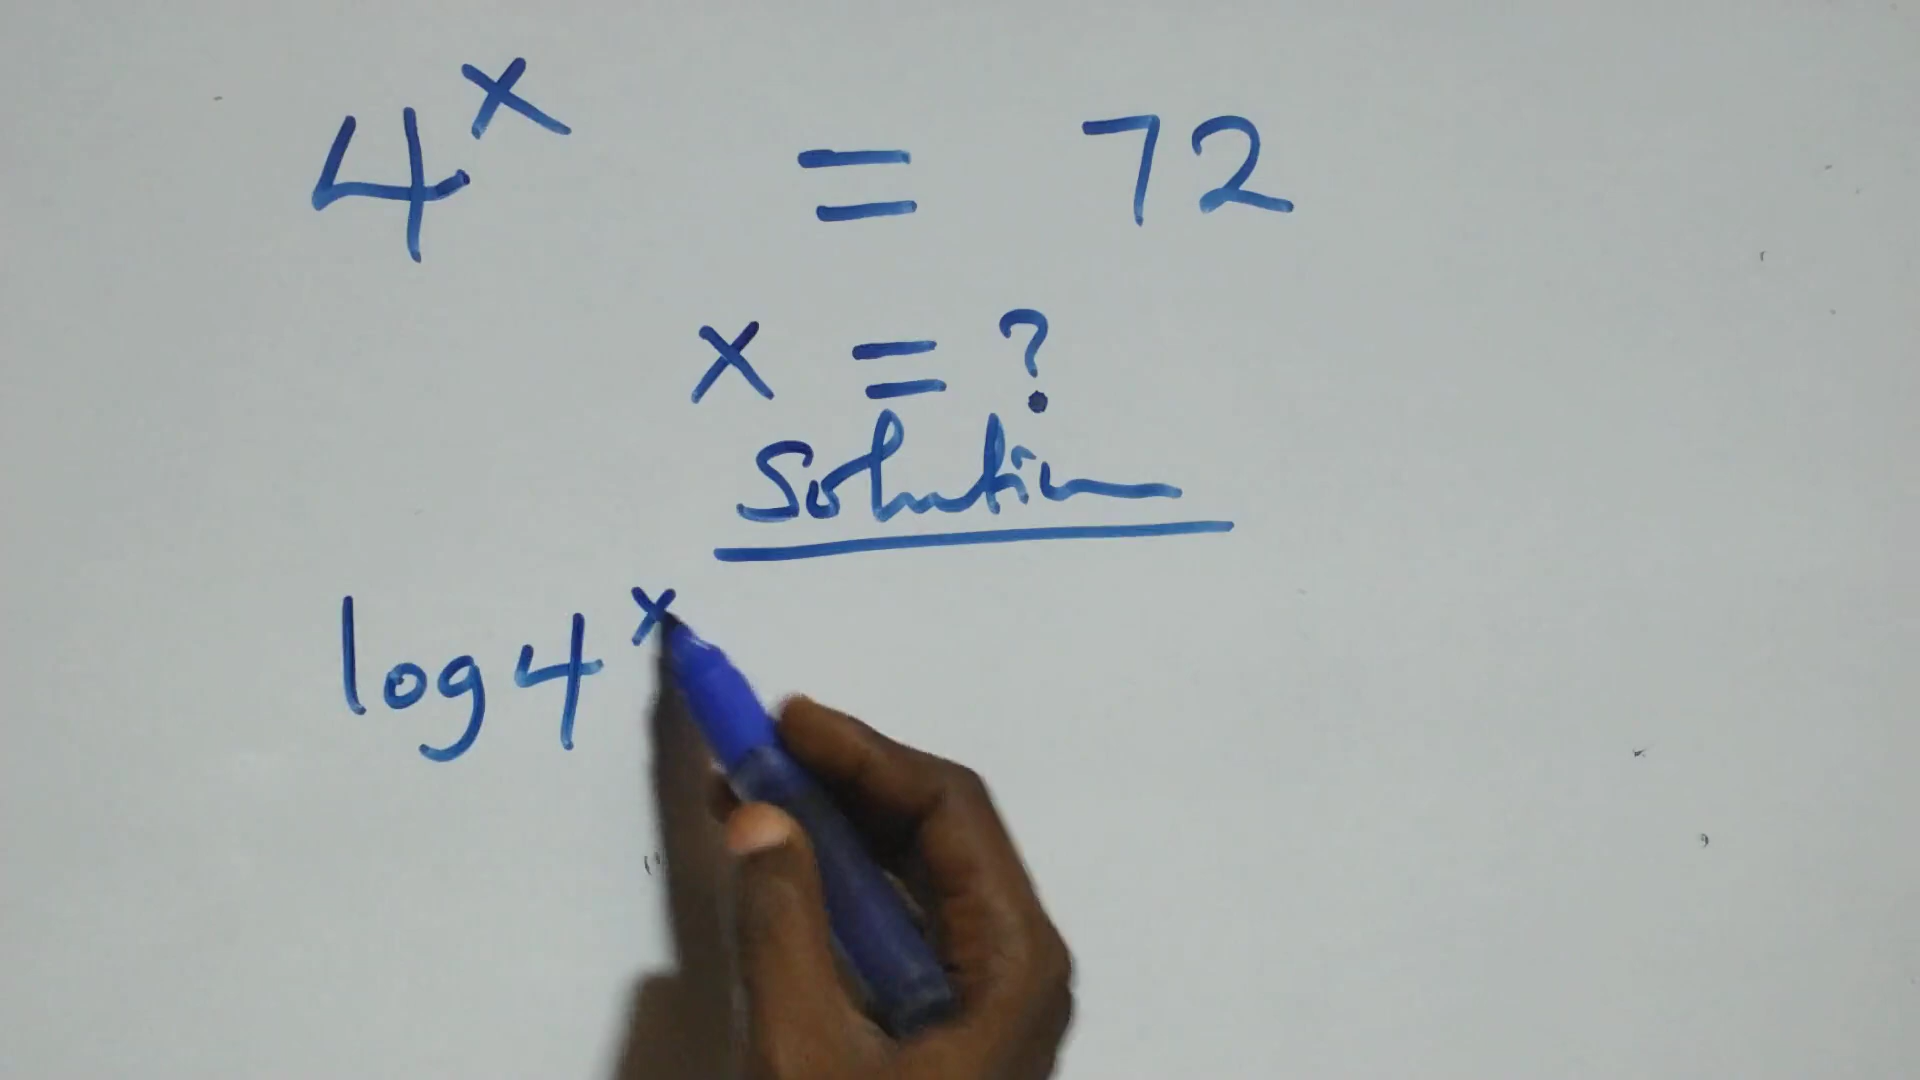 4^x = 72
x = ?
Solution
log 4^x